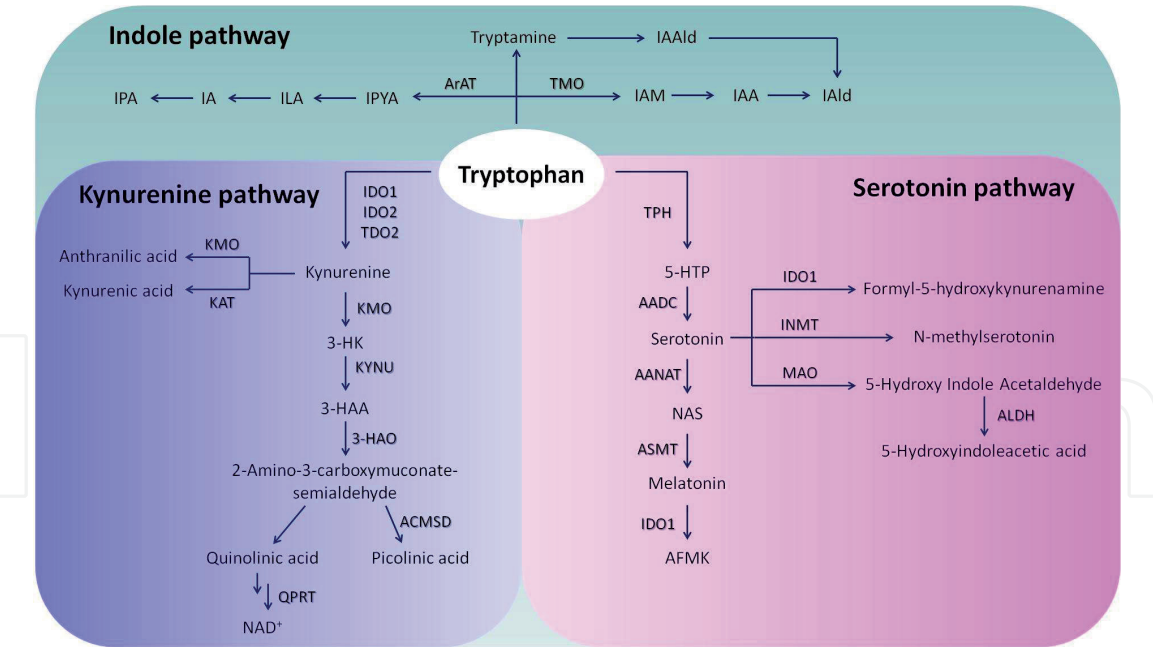 Indole pathway
Tryptamine
IAAld
ArAT
TMO
IPA
IA
ILA
IPYA
IAM
IAA
IAld
Tryptophan
Kynurenine pathway
IDO1
IDO2
TDO2
KMO
Anthranilic acid
Kynurenic acid
KAT
Kynurenine
KMO
3-HK
KYNU
3-HAA
3-HAO
2-Amino-3-carboxymuconate-
semialdehyde
ACMSD
Quinolinic acid
Picolinic acid
QPRT
NAD⁺
Serotonin pathway
TPH
5-HTP
AADC
Serotonin
IDO1
Formyl-5-hydroxykynurenamine
INMT
N-methylserotonin
MAO
5-Hydroxy Indole Acetaldehyde
ALDH
5-Hydroxyindoleacetic acid
AANAT
NAS
ASMT
Melatonin
IDO1
AFMK